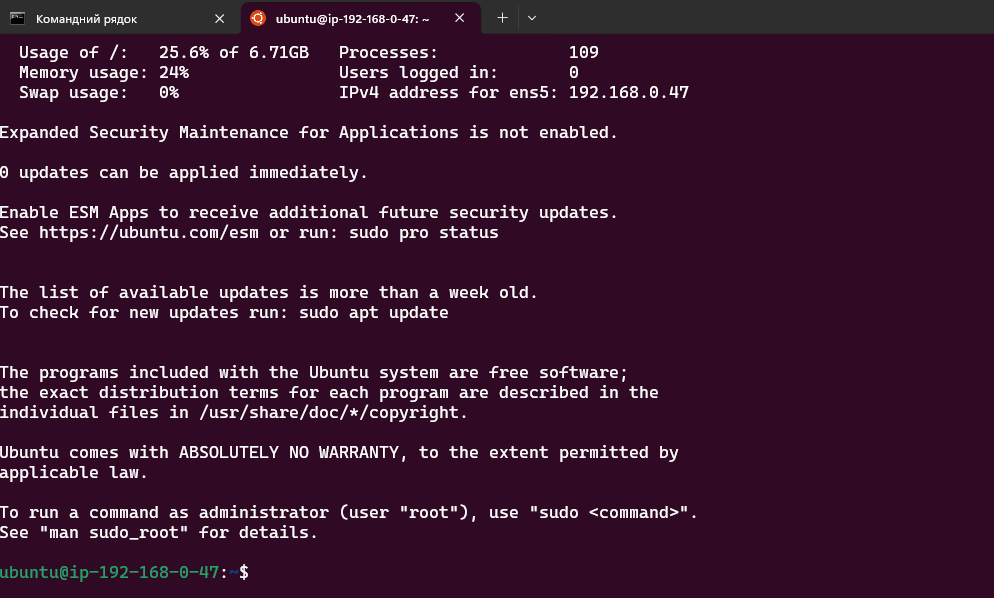 Командний рядок
ubuntu@ip-192-168-0-47: ~
Usage of /:   25.6% of 6.71GB   Processes:             109
Memory usage: 24%               Users logged in:       0
Swap usage:   0%                IPv4 address for ens5: 192.168.0.47
Expanded Security Maintenance for Applications is not enabled.
0 updates can be applied immediately.
Enable ESM Apps to receive additional future security updates.
See https://ubuntu.com/esm or run: sudo pro status
The list of available updates is more than a week old.
To check for new updates run: sudo apt update
The programs included with the Ubuntu system are free software;
the exact distribution terms for each program are described in the
individual files in /usr/share/doc/*/copyright.
Ubuntu comes with ABSOLUTELY NO WARRANTY, to the extent permitted by
applicable law.
To run a command as administrator (user "root"), use "sudo <command>".
See "man sudo_root" for details.
ubuntu@ip-192-168-0-47:~$